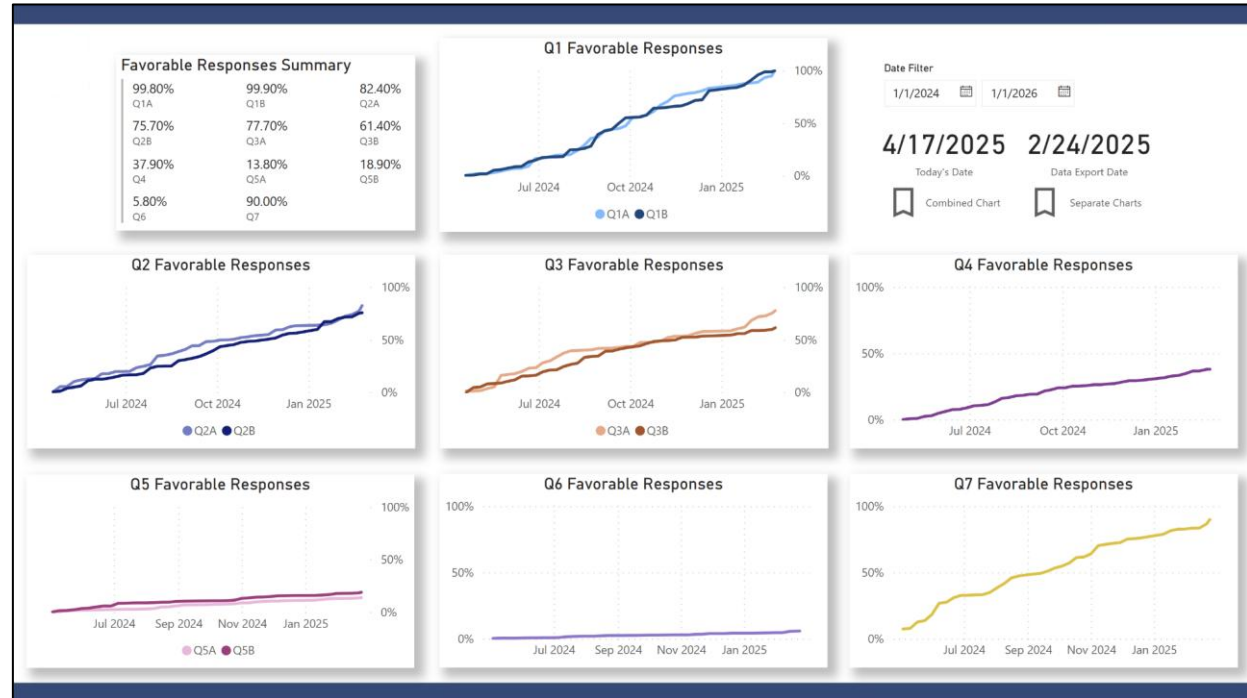 Favorable Responses Summary
99.80% 99.90% 82.40%
Q1A Q1B Q2A
75.70% 77.70% 61.40%
Q2B Q3A Q3B
37.90% 13.80% 18.90%
Q4 Q5A Q5B
5.80% 90.00%
Q6 Q7
Q1 Favorable Responses
100%
50%
0%
Jul 2024 Oct 2024 Jan 2025
Q1A Q1B
Date Filter
1/1/2024 1/1/2026
4/17/2025 2/24/2025
Today's Date Data Export Date
Combined Chart Separate Charts
Q2 Favorable Responses
100%
50%
0%
Jul 2024 Oct 2024 Jan 2025
Q2A Q2B
Q3 Favorable Responses
100%
50%
0%
Jul 2024 Oct 2024 Jan 2025
Q3A Q3B
Q4 Favorable Responses
100%
50%
0%
Jul 2024 Oct 2024 Jan 2025
Q5 Favorable Responses
100%
50%
0%
Jul 2024 Sep 2024 Nov 2024 Jan 2025
Q5A Q5B
Q6 Favorable Responses
100%
50%
0%
Jul 2024 Sep 2024 Nov 2024 Jan 2025
Q7 Favorable Responses
100%
50%
0%
Jul 2024 Sep 2024 Nov 2024 Jan 2025